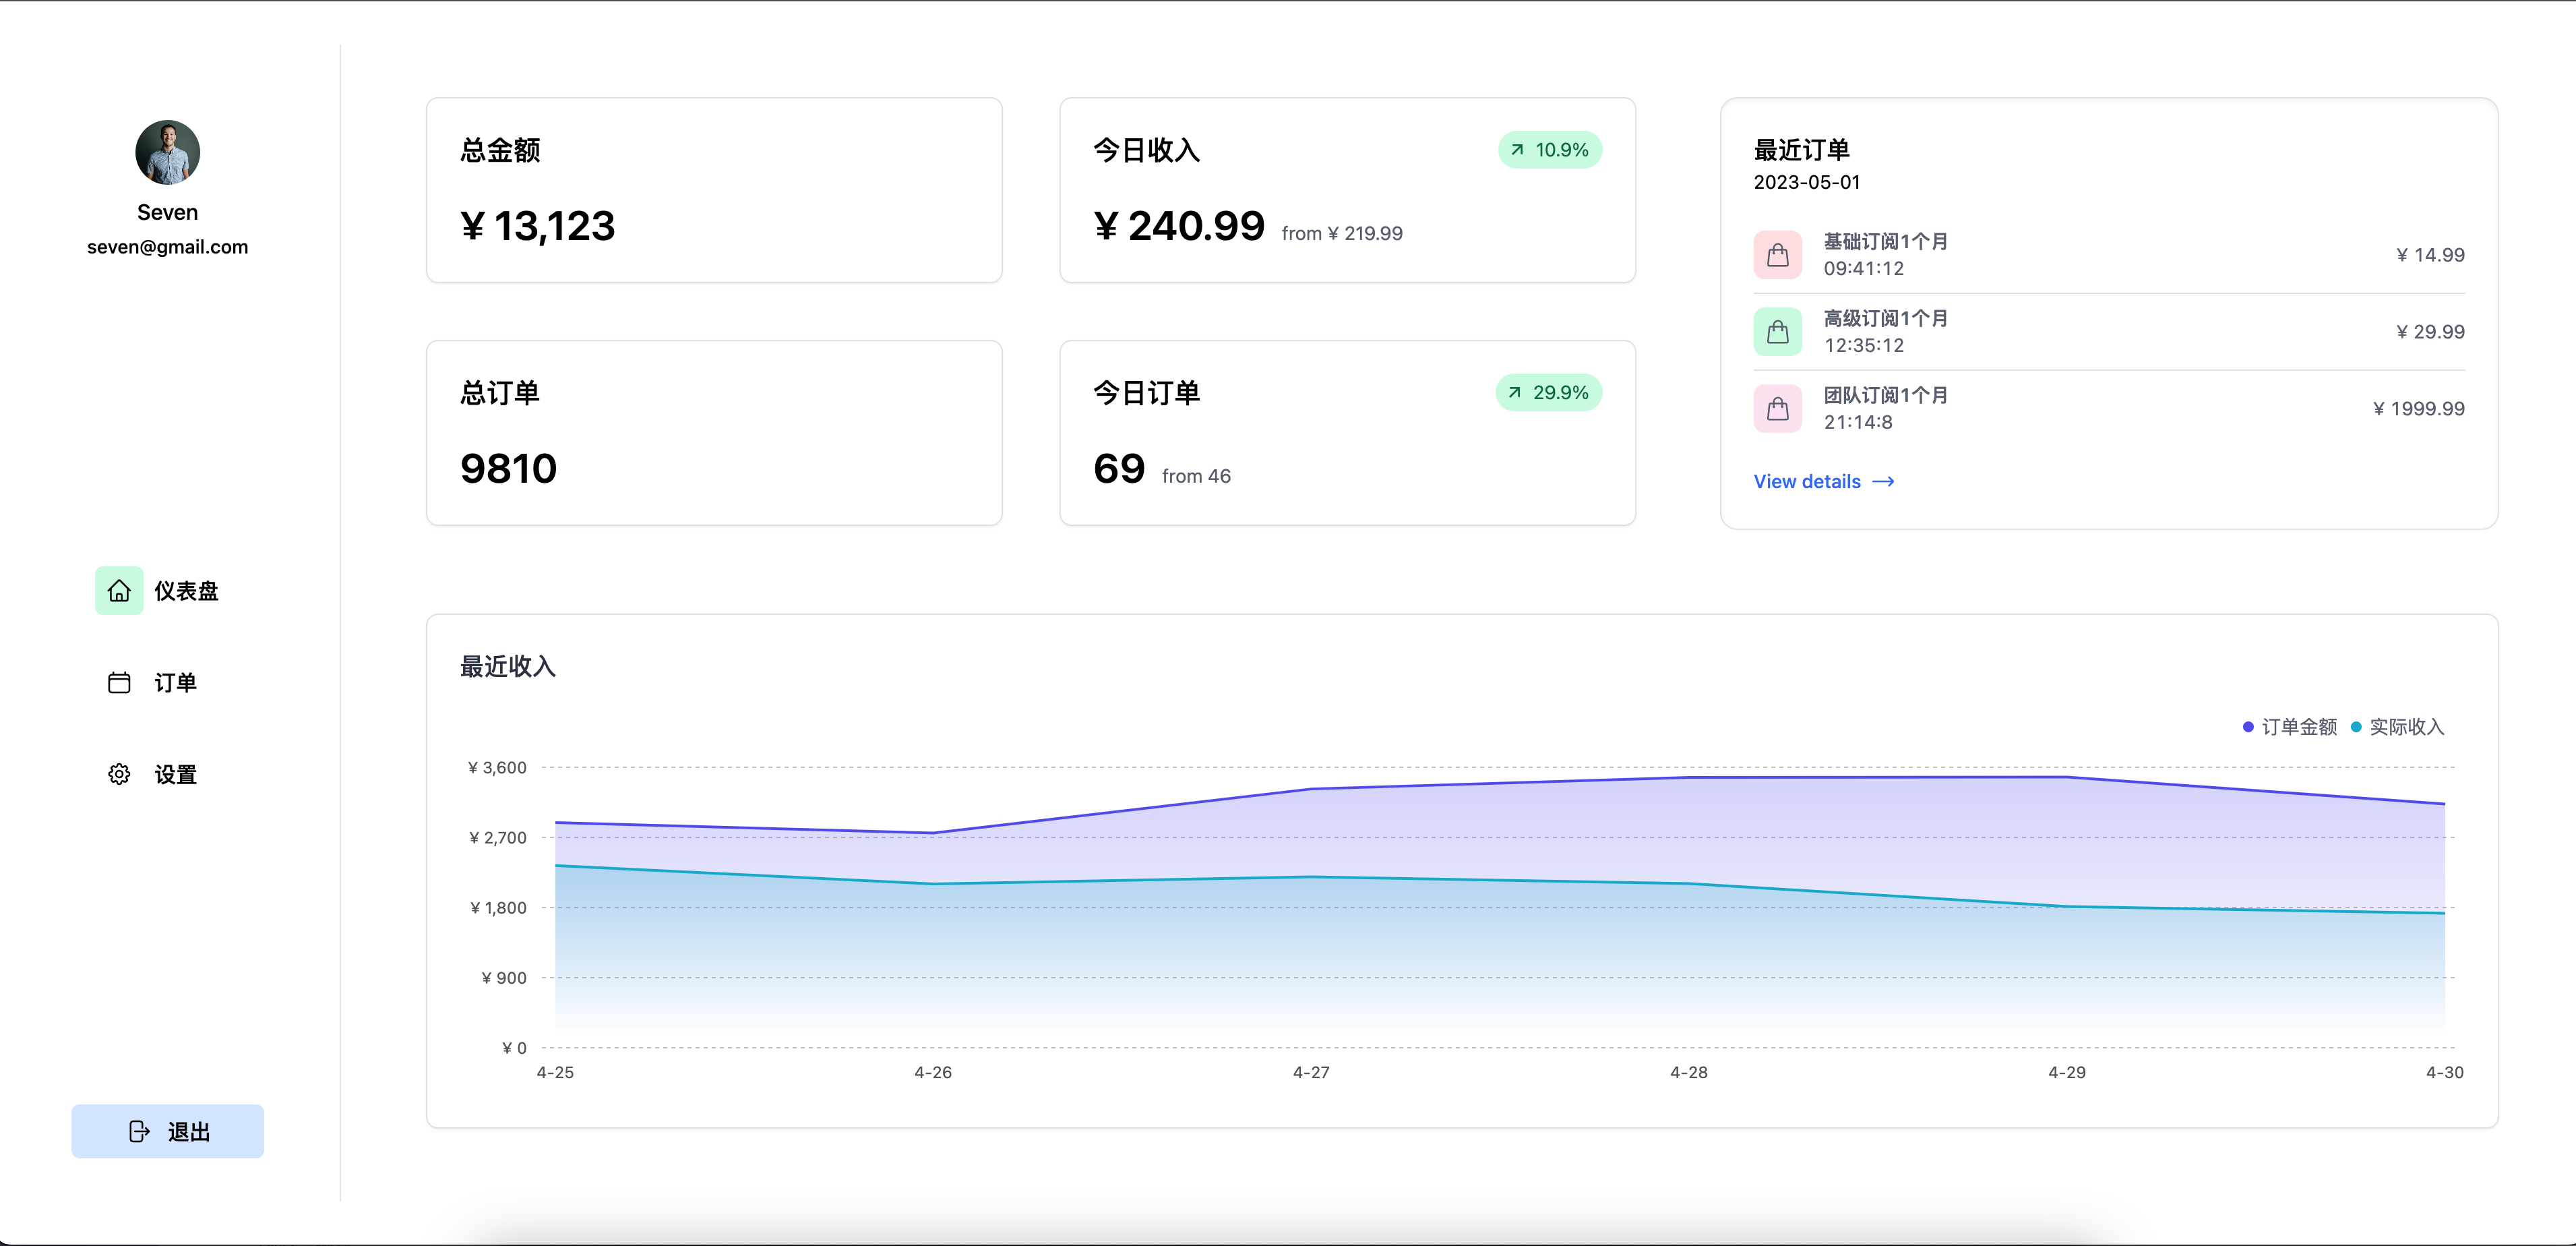 Seven
seven@gmail.com
仪表盘
订单
设置
退出
总金额
¥ 13,123
今日收入
10.9%
¥ 240.99 from ¥ 219.99
总订单
9810
今日订单
29.9%
69 from 46
最近订单
2023-05-01
基础订阅1个月
09:41:12
¥ 14.99
高级订阅1个月
12:35:12
¥ 29.99
团队订阅1个月
21:14:8
¥ 1999.99
View details
最近收入
订单金额 实际收入
¥ 3,600
¥ 2,700
¥ 1,800
¥ 900
¥ 0
4-25 4-26 4-27 4-28 4-29 4-30